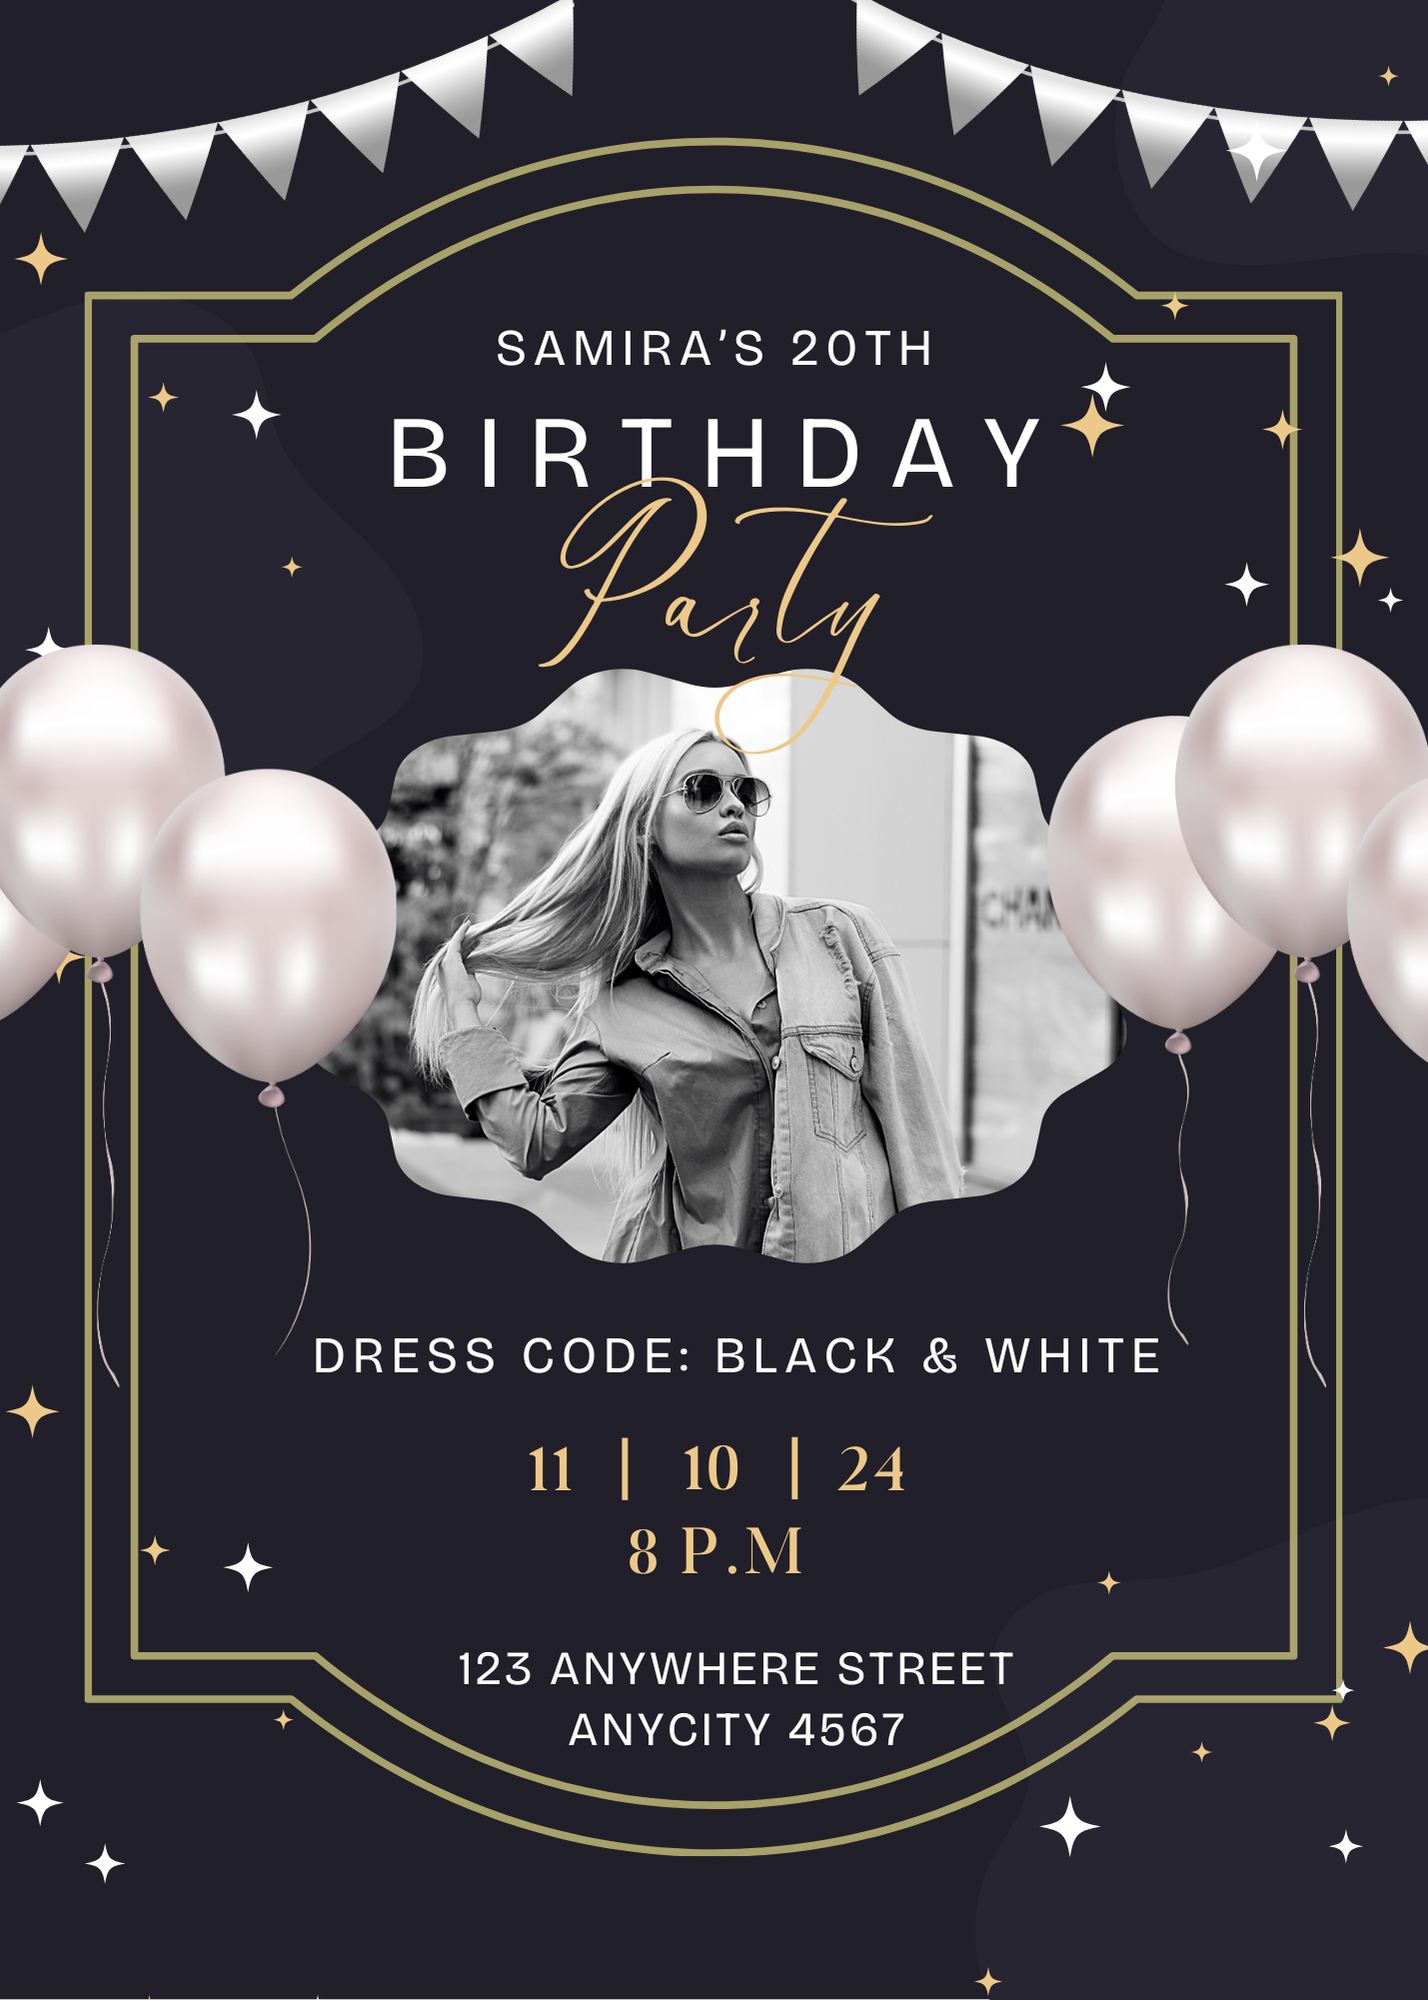 SAMIRA'S 20TH
BIRTHDAY
Party
DRESS CODE: BLACK & WHITE
11 | 10 | 24
8 P.M
123 ANYWHERE STREET
ANYCITY 4567